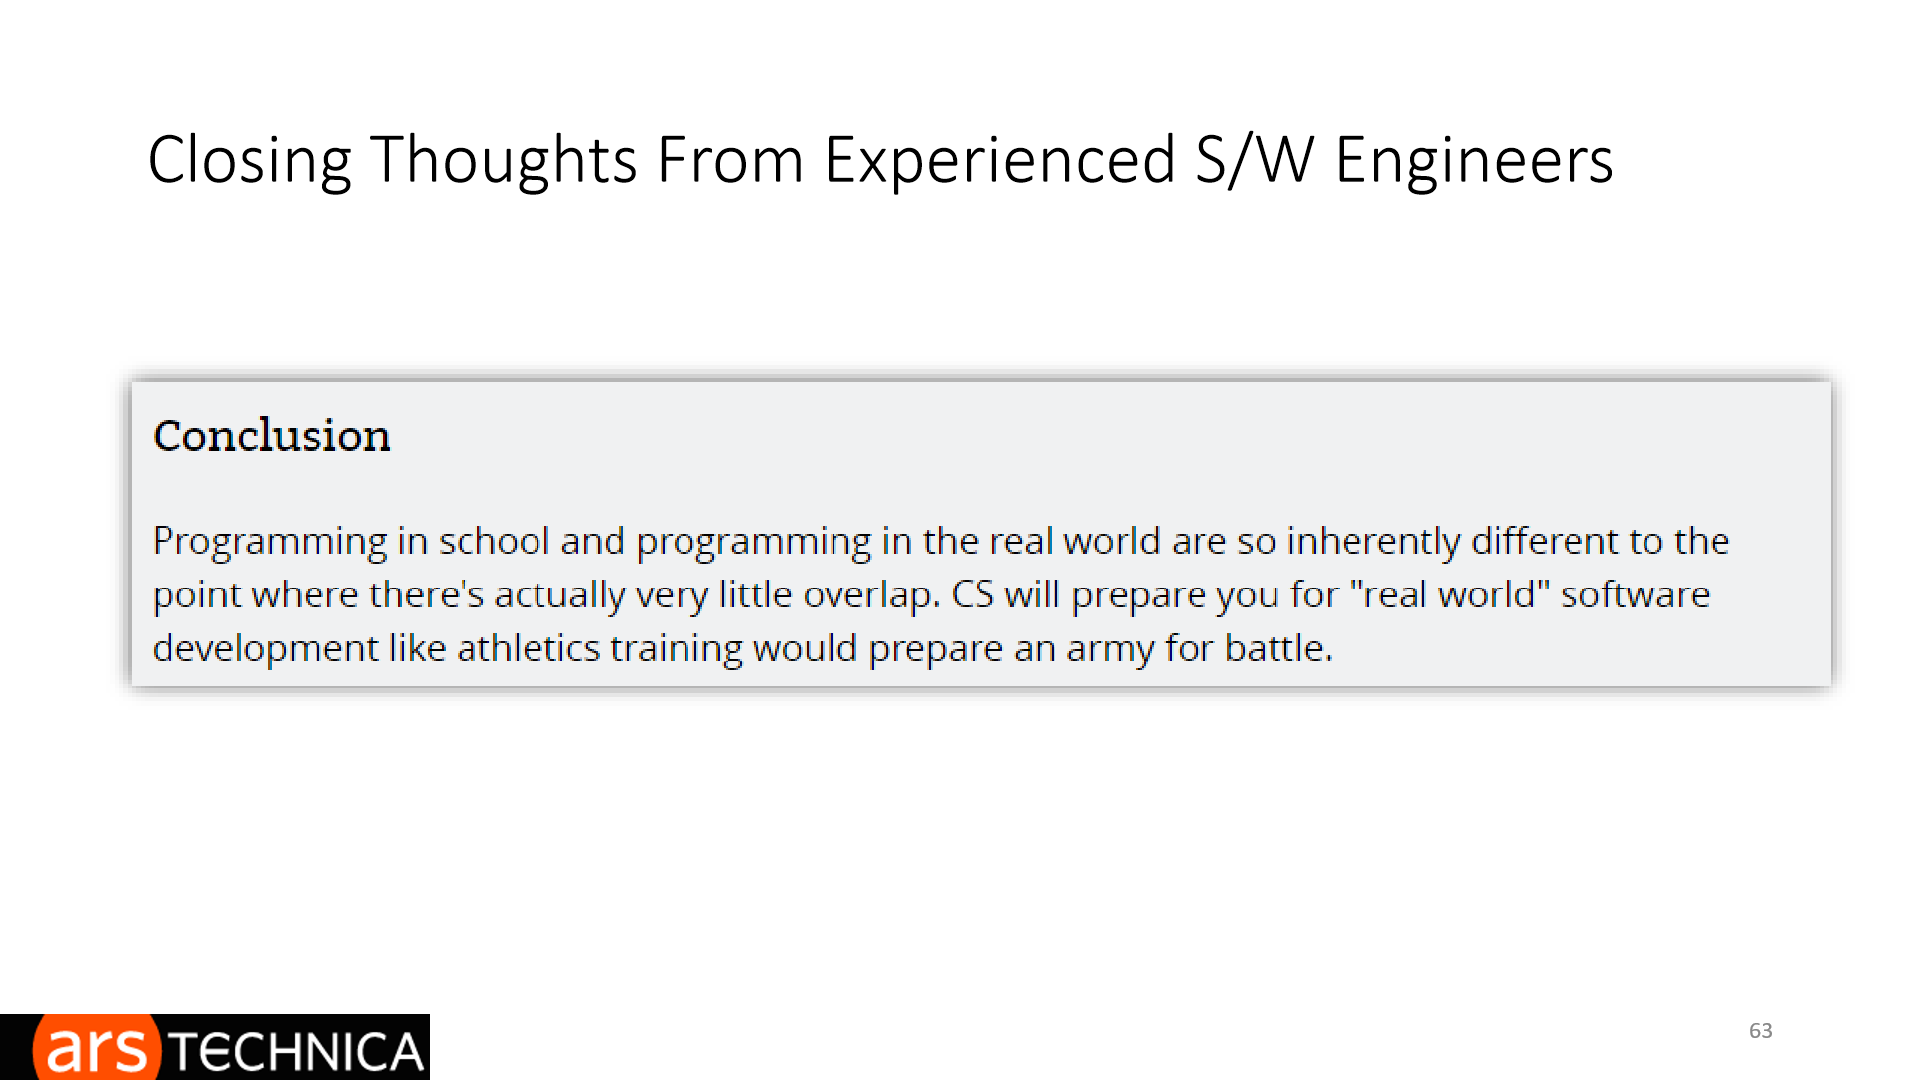 Closing Thoughts From Experienced S/W Engineers
Conclusion
Programming in school and programming in the real world are so inherently different to the
point where there's actually very little overlap. CS will prepare you for "real world" software
development like athletics training would prepare an army for battle.
ars TECHNICA
63